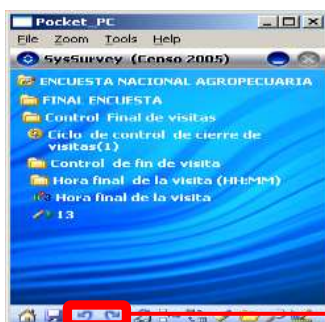 Pocket_PC
File Zoom Tools Help
SysSurvey (Censo 2005)
ENCUESTA NACIONAL AGROPECUARIA
FINAL ENCUESTA
Control Final de visitas
Ciclo de control de cierre de
visitas(1)
Control de fin de visita
Hora final de la visita (HH:MM)
Hora final de la visita
13